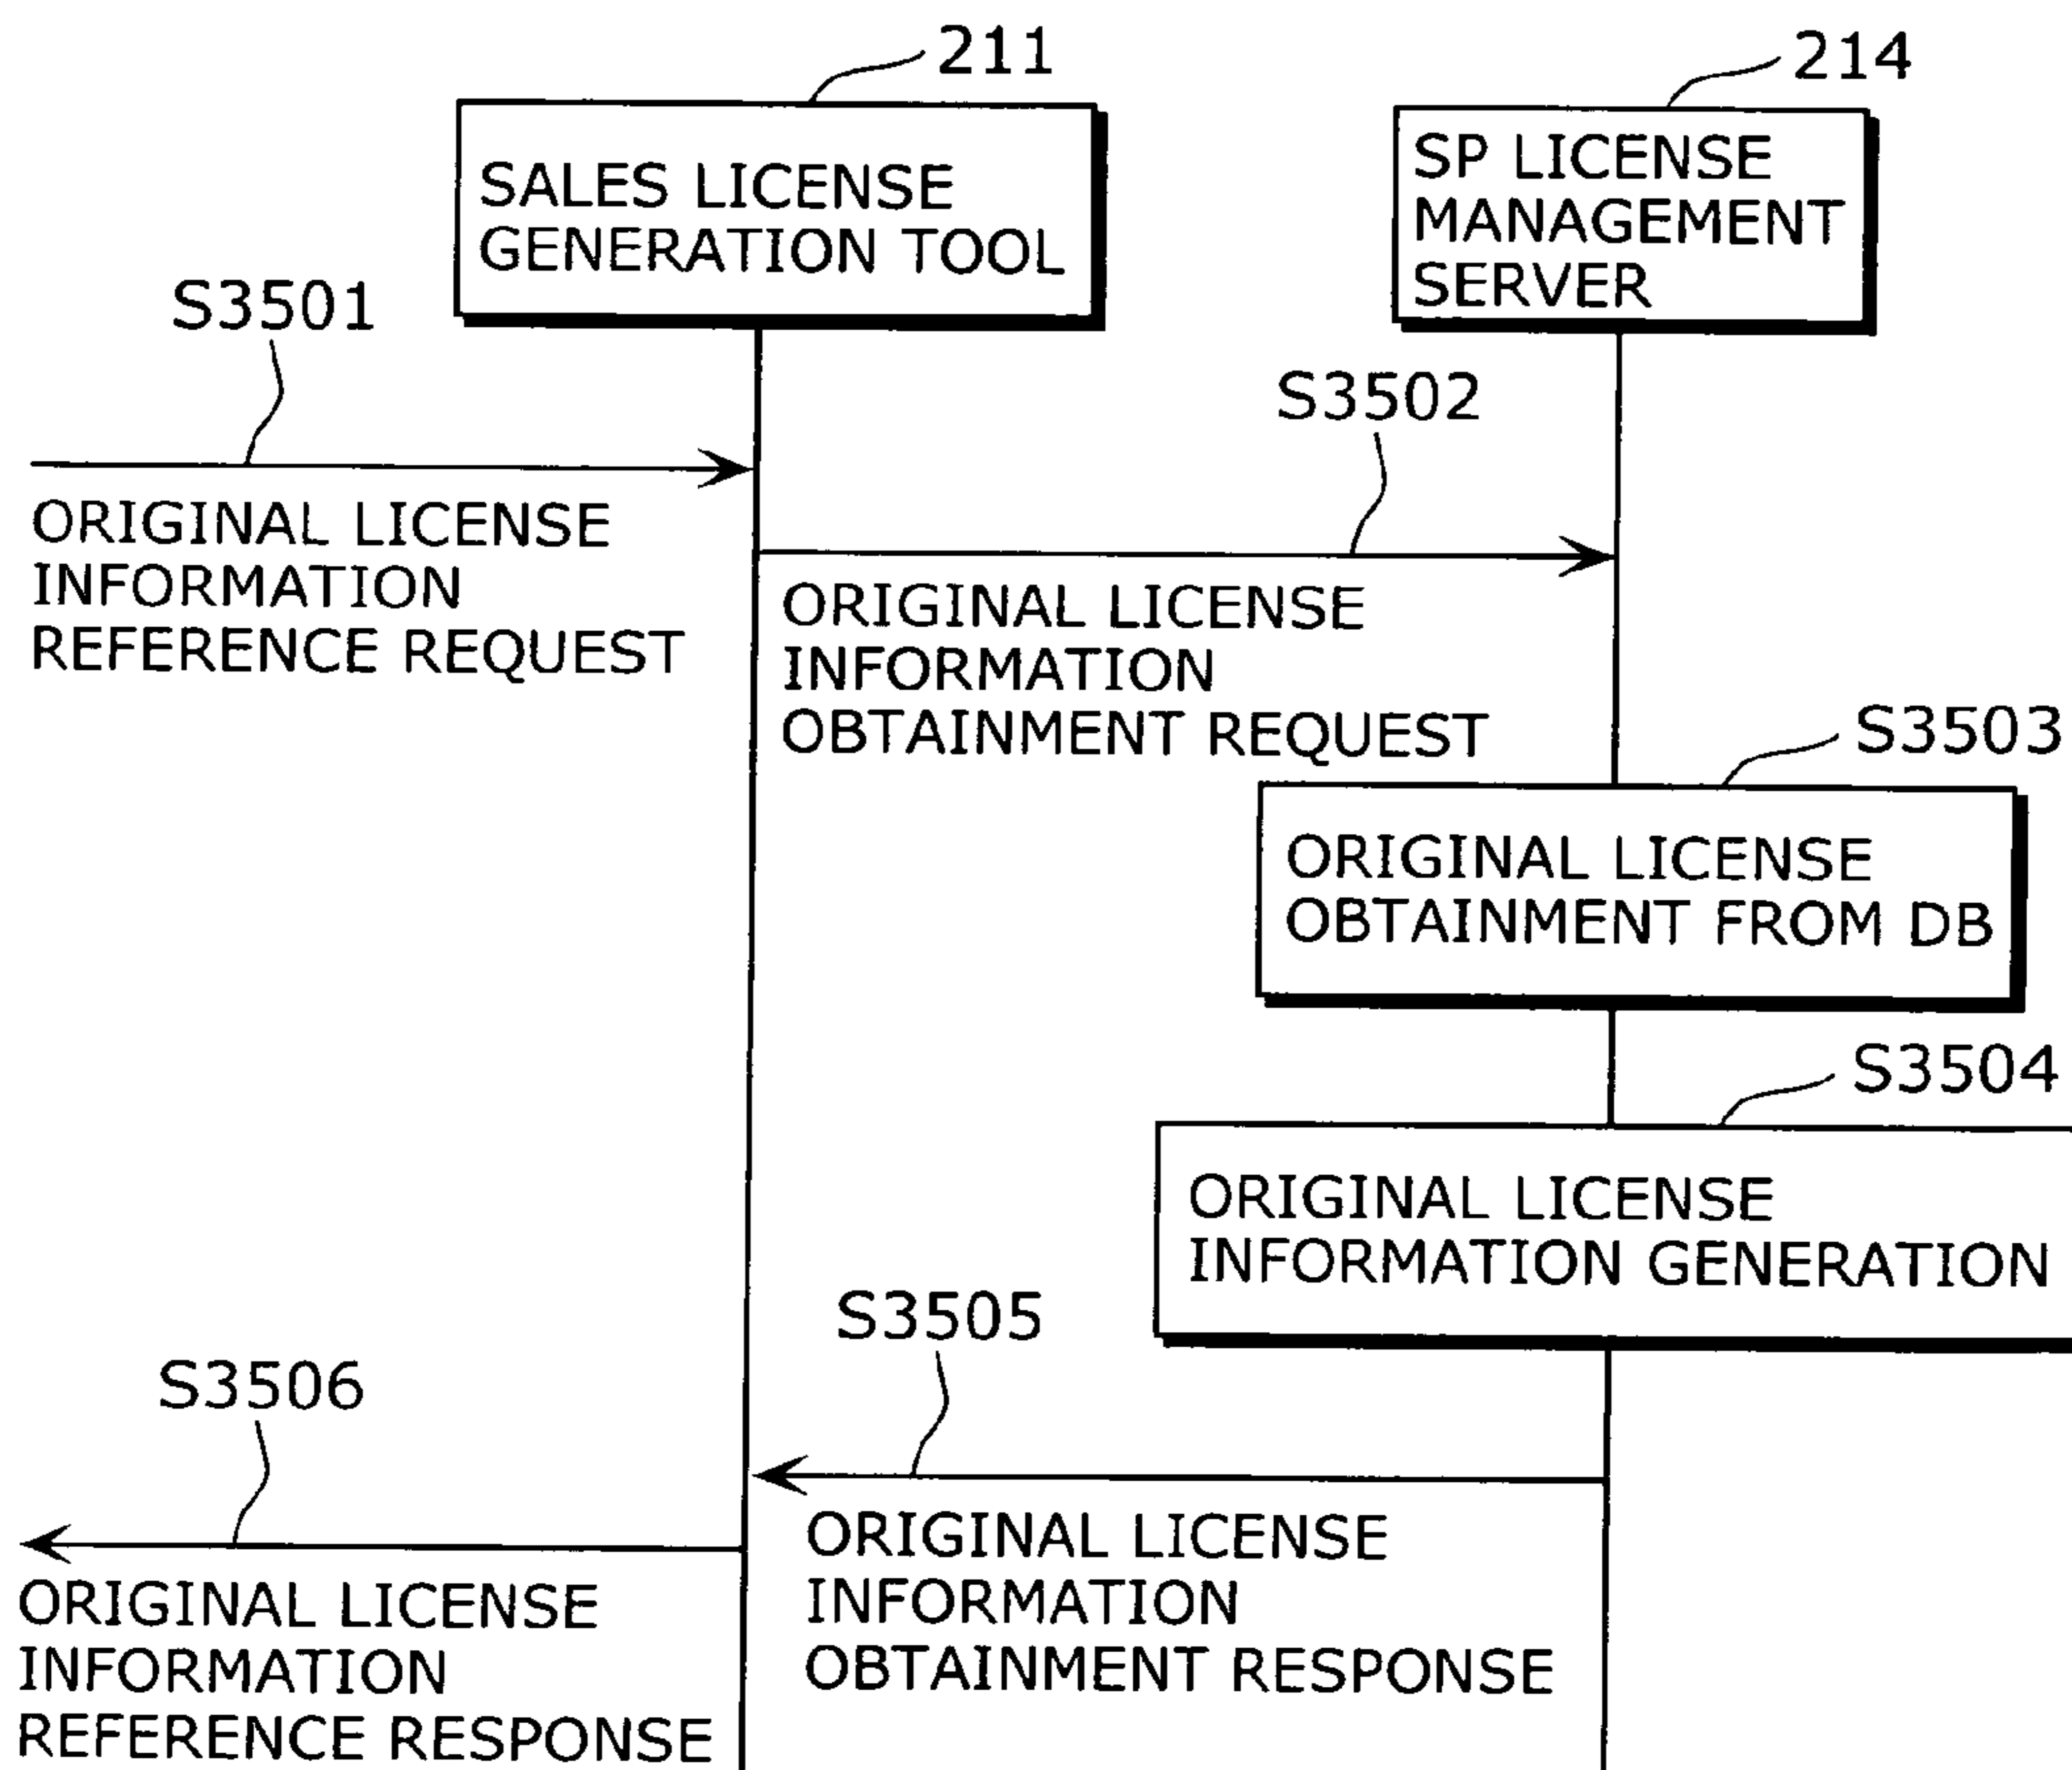 211
214
SALES LICENSE
GENERATION TOOL
SP LICENSE
MANAGEMENT
SERVER
S3501
S3502
ORIGINAL LICENSE
INFORMATION
REFERENCE REQUEST
ORIGINAL LICENSE
INFORMATION
OBTAINMENT REQUEST
S3503
ORIGINAL LICENSE
OBTAINMENT FROM DB
S3504
ORIGINAL LICENSE
INFORMATION GENERATION
S3505
S3506
ORIGINAL LICENSE
INFORMATION
OBTAINMENT RESPONSE
ORIGINAL LICENSE
INFORMATION
REFERENCE RESPONSE